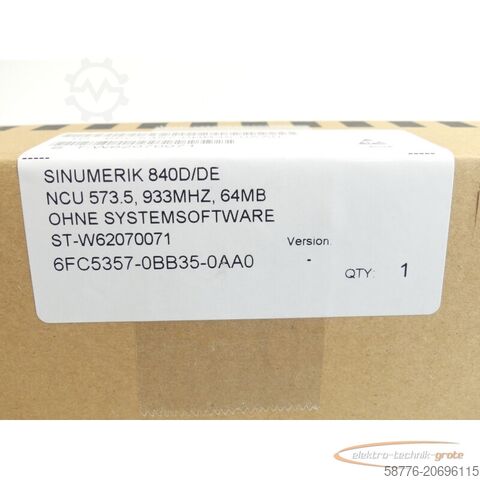 SINUMERIK 840D/DE
NCU 573.5, 933MHZ, 64MB
OHNE SYSTEMSOFTWARE
ST-W62070071
Version:
6FC5357-0BB35-0AA0
-
QTY: 1
elektro-technik-grote
58776-20696115